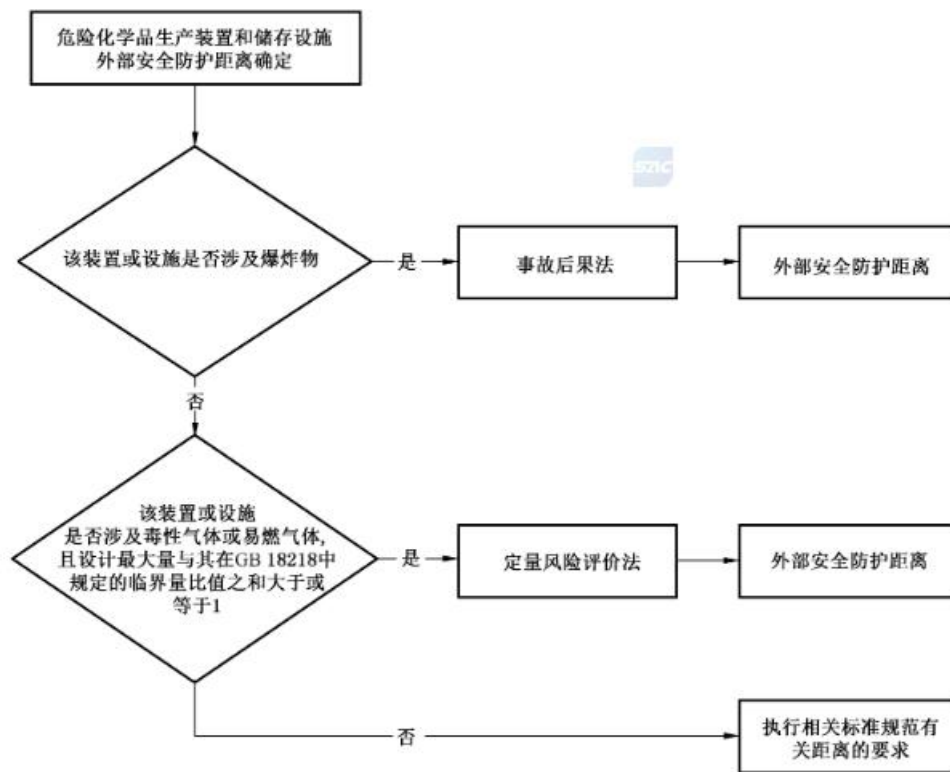 危险化学品生产装置和储存设施
外部安全防护距离确定
该装置或设施是否涉及爆炸物
是
事故后果法
外部安全防护距离
否
该装置或设施
是否涉及毒性气体或易燃气体,
且设计最大量与其在GB 18218中
规定的临界量比值之和大于或
等于1
是
定量风险评价法
外部安全防护距离
否
执行相关标准规范有
关距离的要求